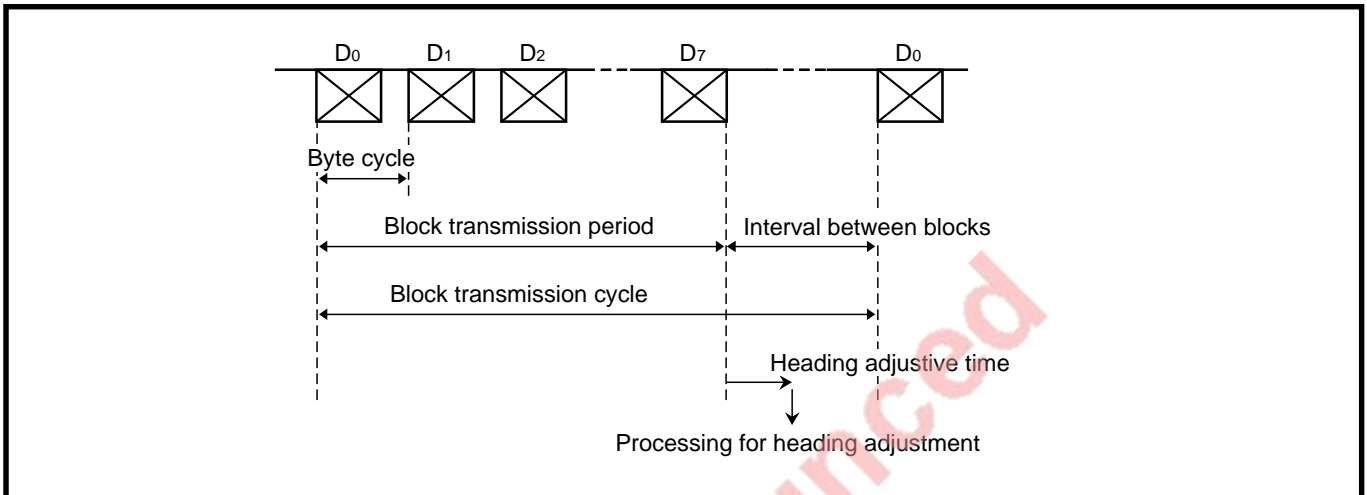 D0 D1 D2 D7 D0
Byte cycle
Block transmission period Interval between blocks
Block transmission cycle
Heading adjustive time
Processing for heading adjustment
unced